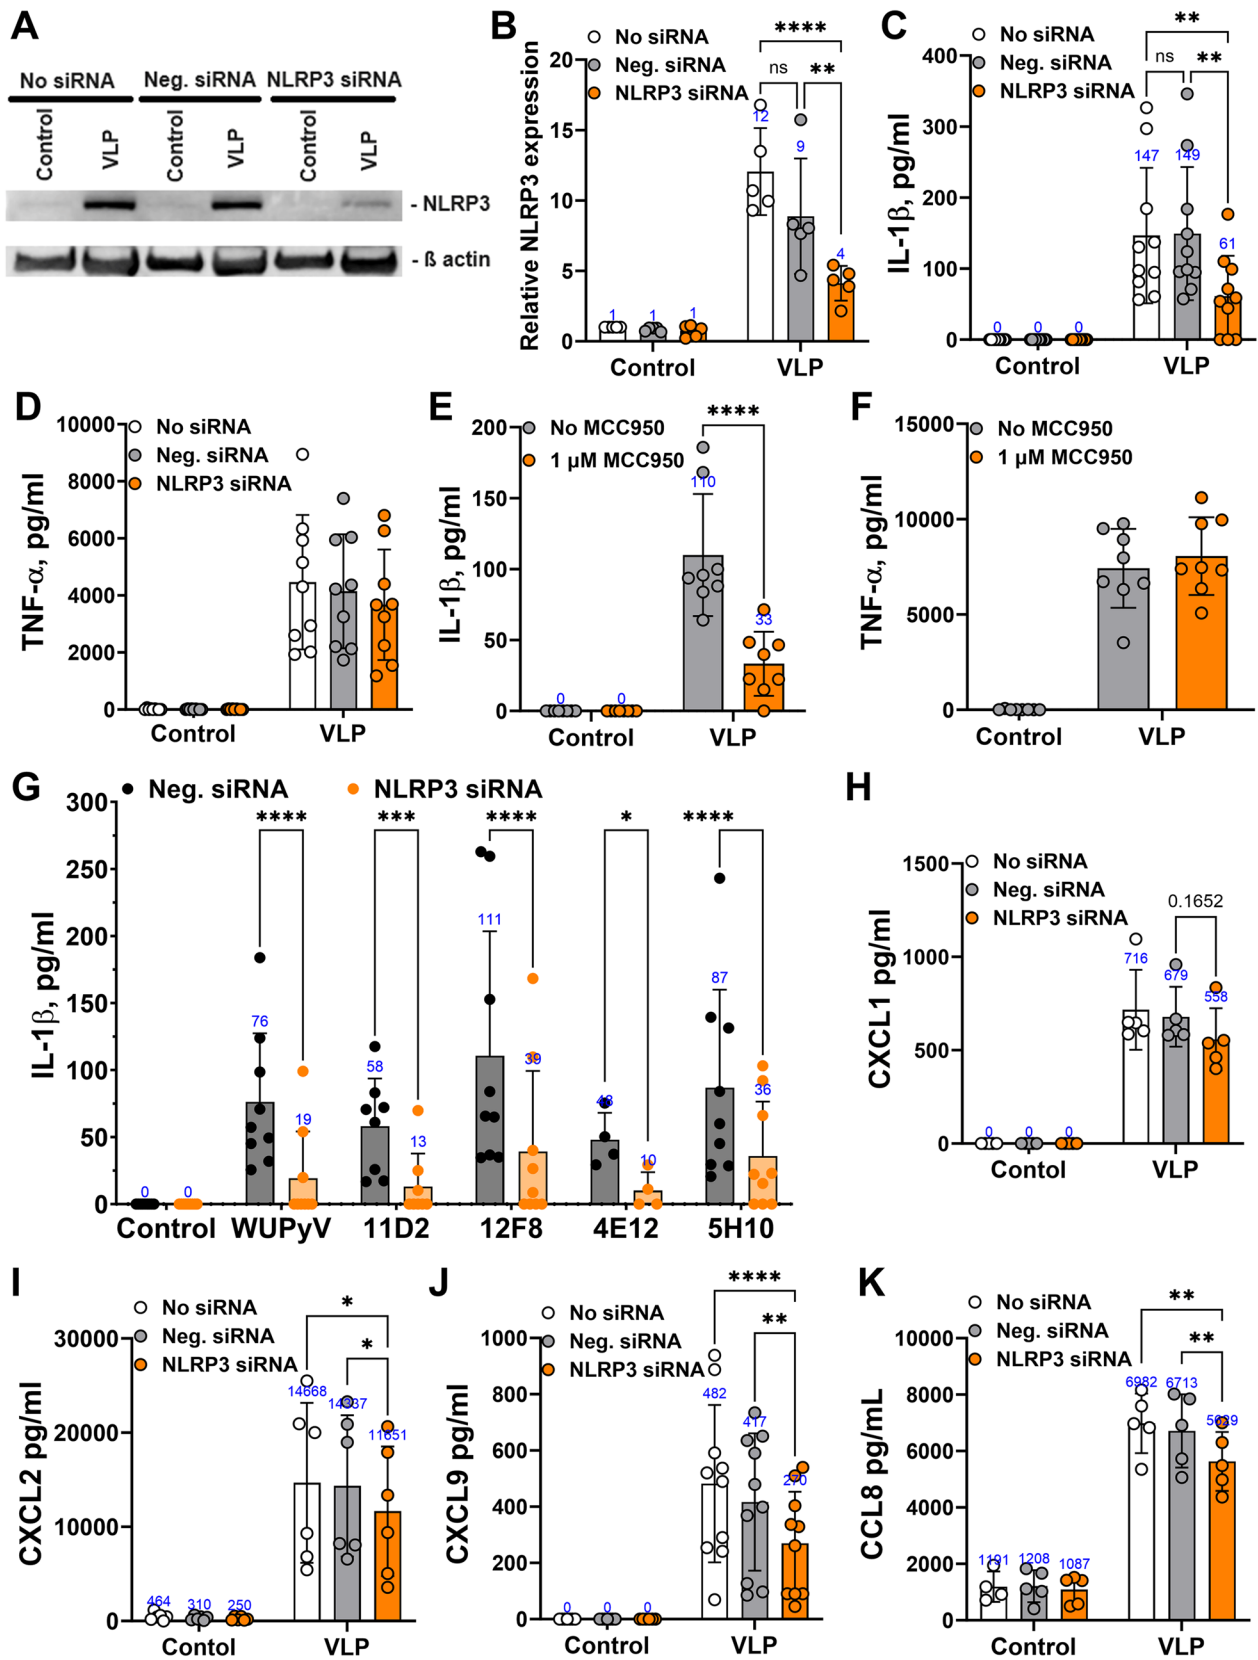 A
No siRNA Neg. siRNA NLRP3 siRNA
Control VLP Control VLP Control VLP
- NLRP3
- ß actin
B
No siRNA
Neg. siRNA
NLRP3 siRNA
Relative NLRP3 expression
20
15
10
5
0
**** 
ns **
12 9 4
1 1 1
Control VLP
C
No siRNA
Neg. siRNA
NLRP3 siRNA
IL-1β, pg/ml
400
300
200
100
0
**
ns **
147 149 61
0 0 0
Control VLP
D
No siRNA
Neg. siRNA
NLRP3 siRNA
TNF-α, pg/ml
10000
8000
6000
4000
2000
0
Control VLP
E
No MCC950
1 µM MCC950
IL-1β, pg/ml
200
150
100
50
0
****
110 33
0 0
Control VLP
F
No MCC950
1 µM MCC950
TNF-α, pg/ml
15000
10000
5000
0
Control VLP
G
Neg. siRNA NLRP3 siRNA
IL-1β, pg/ml
300
250
200
150
100
50
0
**** *** **** * ****
0 0 76 19 58 13 111 39 48 10 87 36
Control WUPyV 11D2 12F8 4E12 5H10
H
No siRNA
Neg. siRNA
NLRP3 siRNA
CXCL1 pg/ml
1500
1000
500
0
0.1652
716 679 558
0 0 0
Contol VLP
I
No siRNA
Neg. siRNA
NLRP3 siRNA
CXCL2 pg/ml
30000
20000
10000
0
*
*
14668 14337 11651
464 310 250
Contol VLP
J
No siRNA
Neg. siRNA
NLRP3 siRNA
CXCL9 pg/ml
1000
800
600
400
200
0
****
**
482 417 270
0 0 0
Control VLP
K
No siRNA
Neg. siRNA
NLRP3 siRNA
CCL8 pg/mL
10000
8000
6000
4000
2000
0
**
**
6982 6713 5629
1191 1208 1087
Control VLP